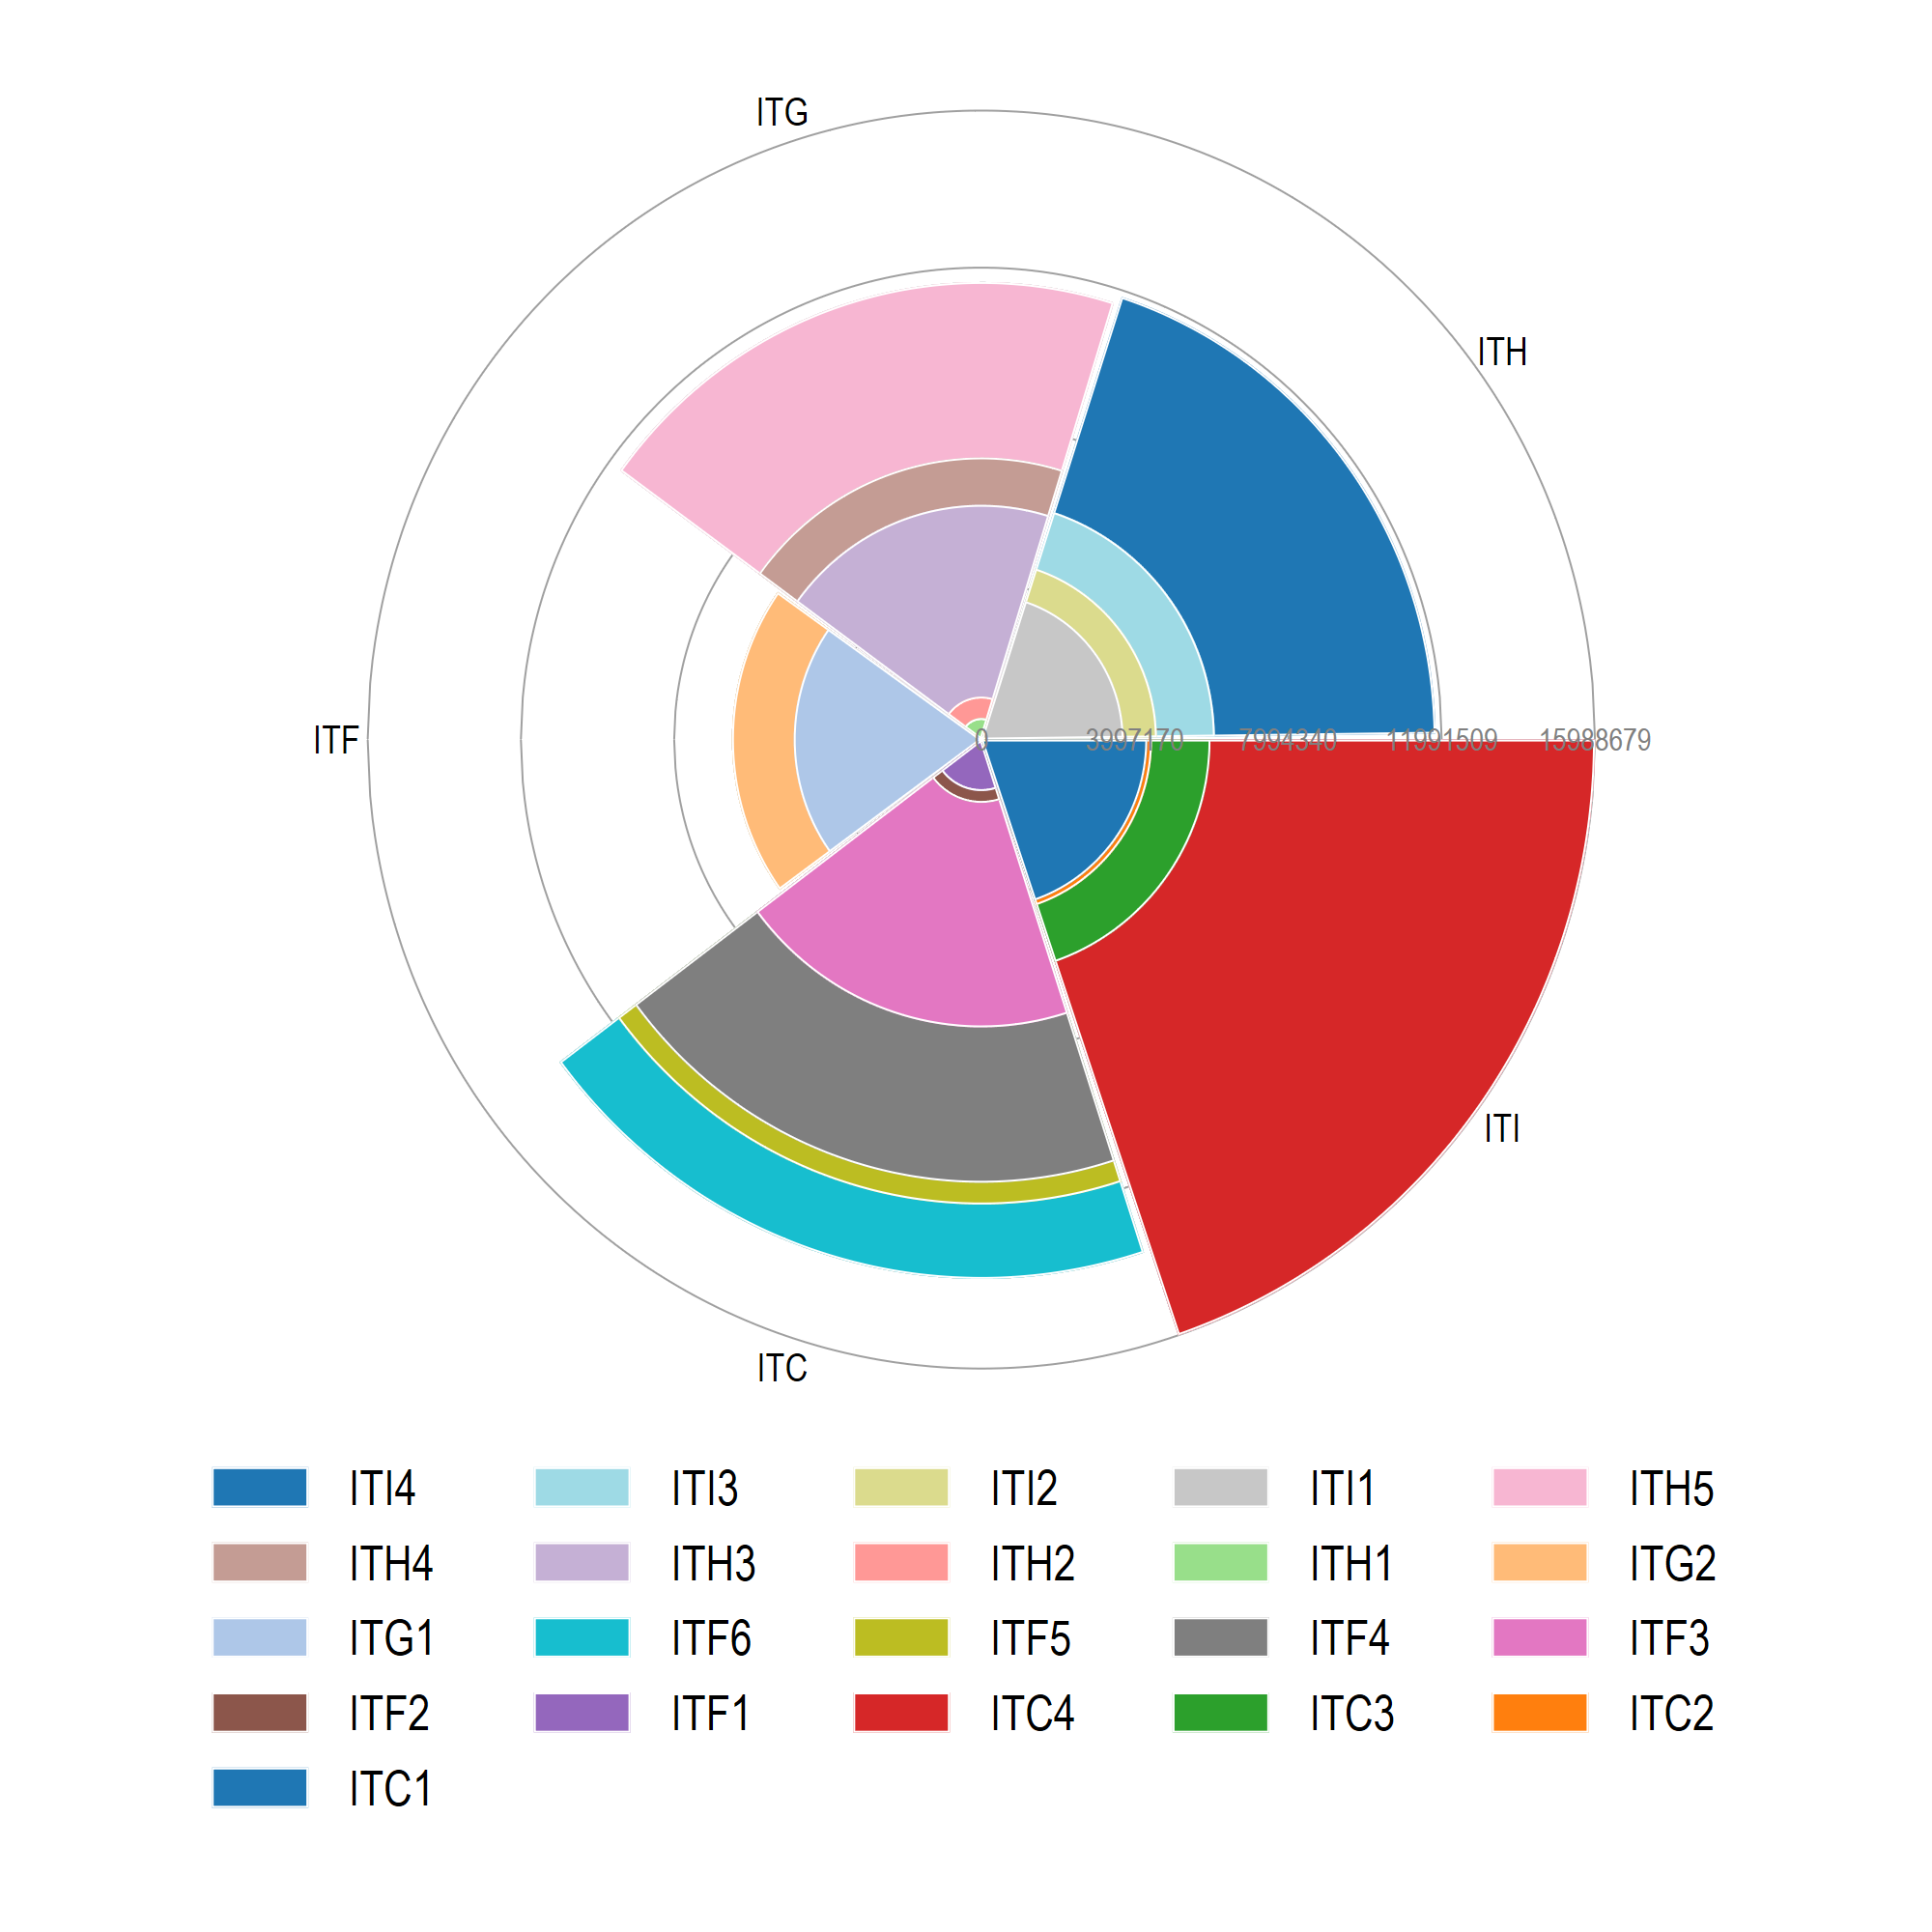 ITG
ITH
ITF
0 3997170 7994340 11991509 15988679
ITI
ITC
ITI4 ITI3 ITI2 ITI1 ITH5
ITH4 ITH3 ITH2 ITH1 ITG2
ITG1 ITF6 ITF5 ITF4 ITF3
ITF2 ITF1 ITC4 ITC3 ITC2
ITC1